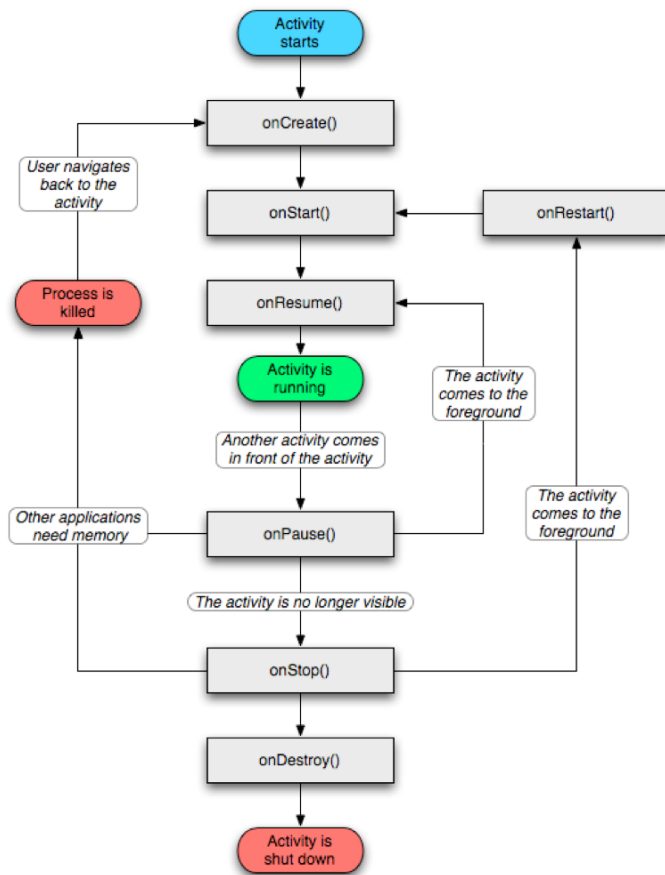 Activity
starts
onCreate()
User navigates
back to the
activity
onStart()
onRestart()
Process is
killed
onResume()
Activity is
running
The activity
comes to the
foreground
Another activity comes
in front of the activity
The activity
comes to the
foreground
Other applications
need memory
onPause()
The activity is no longer visible
onStop()
onDestroy()
Activity is
shut down